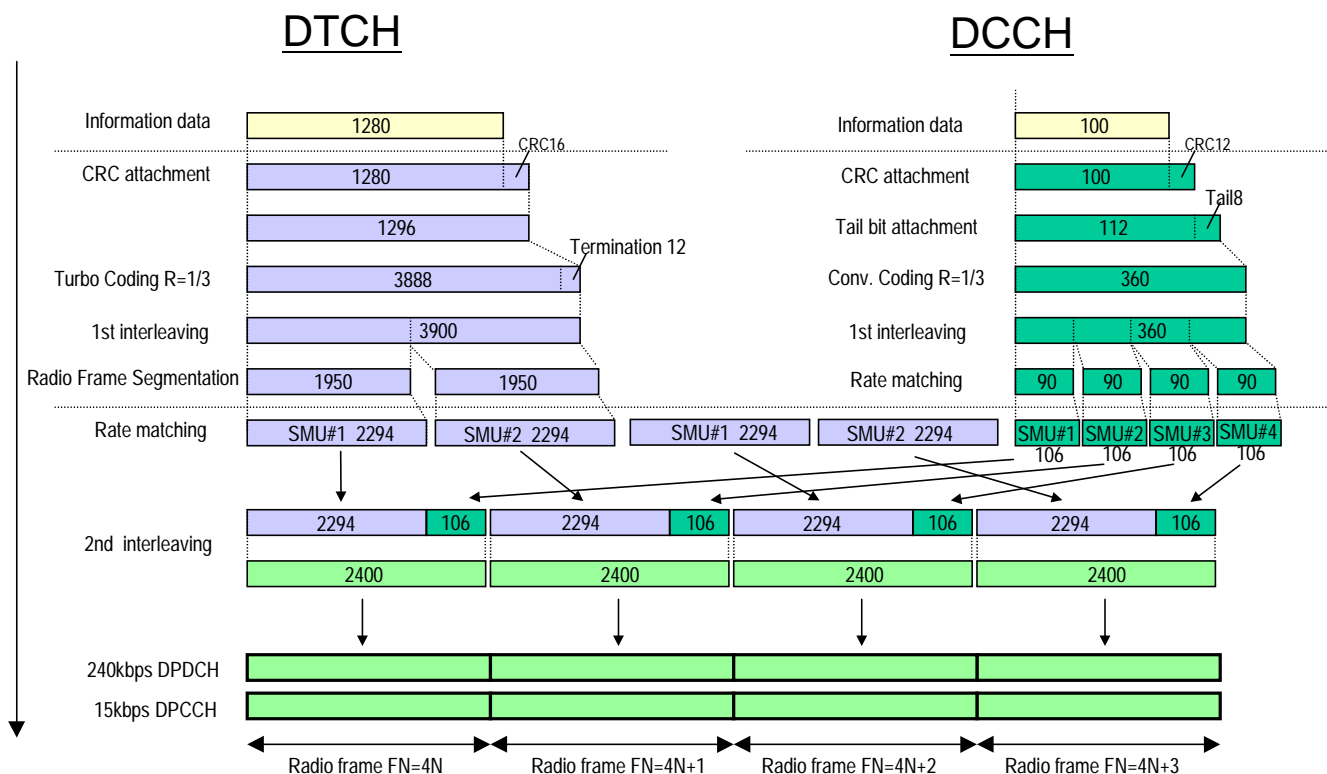 DTCH DCCH
Information data 1280 Information data 100
CRC16 CRC12
CRC attachment 1280 CRC attachment 100
Tail8
1296 Tail bit attachment 112
Termination 12
Turbo Coding R=1/3 3888 Conv. Coding R=1/3 360
1st interleaving 3900 1st interleaving 360
Radio Frame Segmentation 1950 1950 Rate matching 90 90 90 90
Rate matching SMU#1 2294 SMU#2 2294 SMU#1 2294 SMU#2 2294 SMU#1 SMU#2 SMU#3 SMU#4
106 106 106 106
2294 106 2294 106 2294 106 2294 106
2nd interleaving
2400 2400 2400 2400
240kbps DPDCH
15kbps DPCCH
Radio frame FN=4N Radio frame FN=4N+1 Radio frame FN=4N+2 Radio frame FN=4N+3